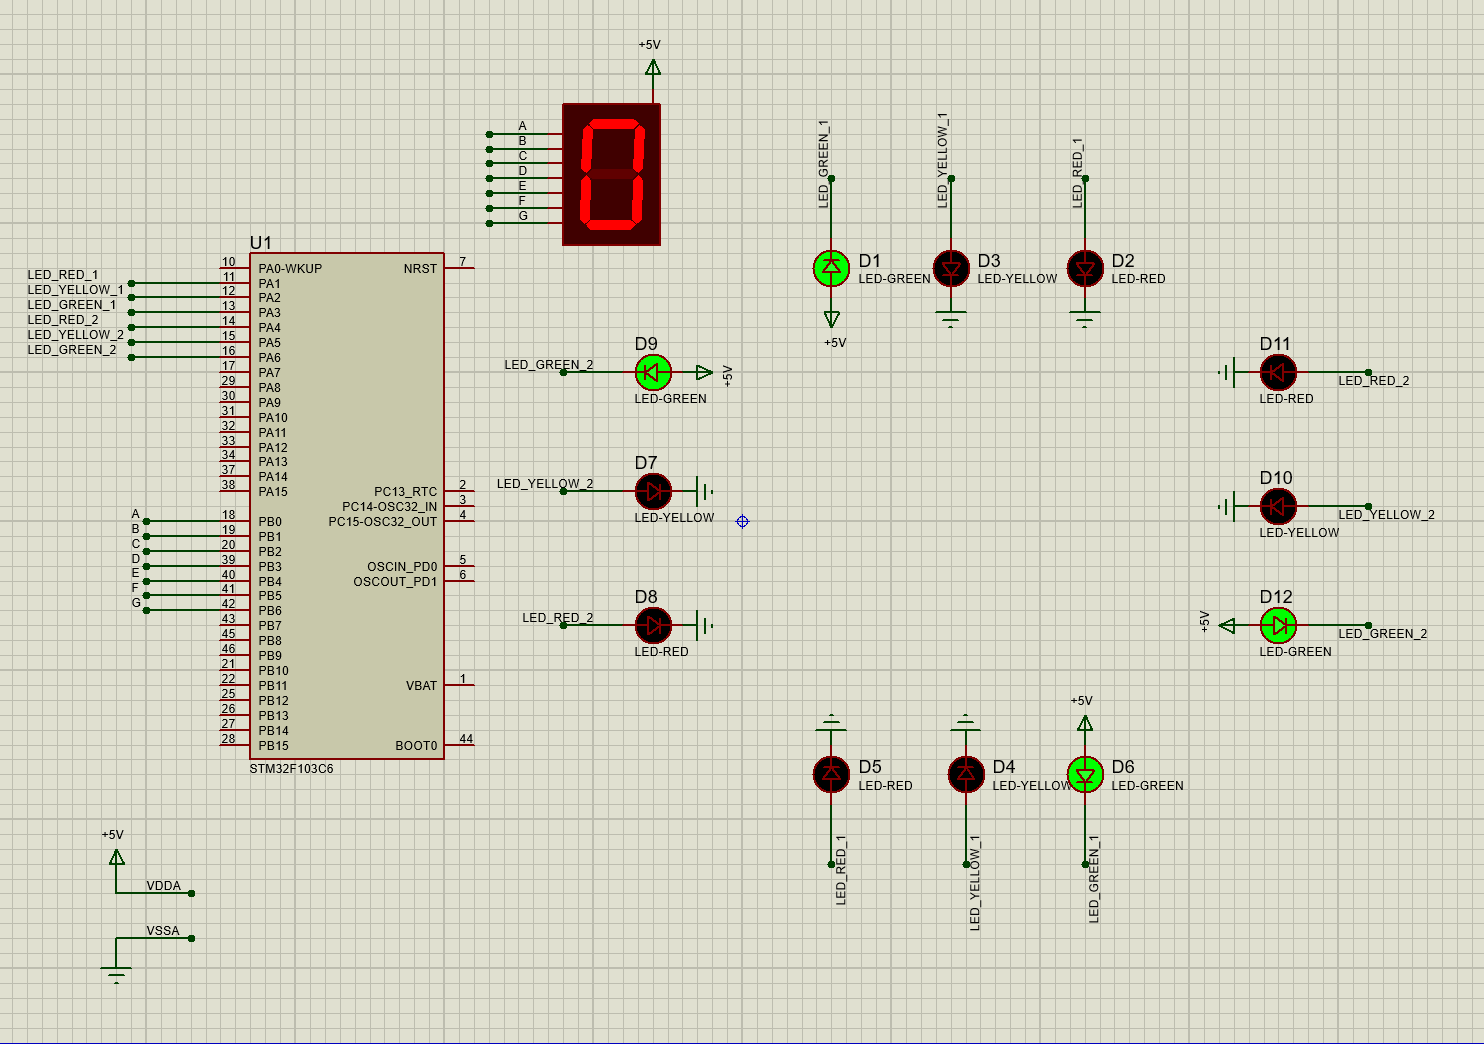 +5V
A
B
C
D
E
F
G
LED_GREEN_1
LED_YELLOW_1
LED_RED_1
D1
LED-GREEN
D3
LED-YELLOW
D2
LED-RED
+5V
U1
LED_RED_1
LED_YELLOW_1
LED_GREEN_1
LED_RED_2
LED_YELLOW_2
LED_GREEN_2
10 PA0-WKUP
11 PA1
12 PA2
13 PA3
14 PA4
15 PA5
16 PA6
17 PA7
29 PA8
30 PA9
31 PA10
32 PA11
33 PA12
34 PA13
37 PA14
38 PA15
A
B
C
D
E
F
G
18 PB0
19 PB1
20 PB2
39 PB3
40 PB4
41 PB5
42 PB6
43 PB7
45 PB8
46 PB9
21 PB10
22 PB11
25 PB12
26 PB13
27 PB14
28 PB15
NRST 7
PC13_RTC 2
PC14-OSC32_IN 3
PC15-OSC32_OUT 4
OSCIN_PD0 5
OSCOUT_PD1 6
VBAT 1
BOOT0 44
STM32F103C6
LED_GREEN_2
D9
LED-GREEN
+5V
LED_YELLOW_2
D7
LED-YELLOW
LED_RED_2
D8
LED-RED
D11
LED-RED
LED_RED_2
D10
LED-YELLOW
LED_YELLOW_2
+5V
D12
LED-GREEN
LED_GREEN_2
D5
LED-RED
LED_RED_1
D4
LED-YELLOW
LED_YELLOW_1
+5V
D6
LED-GREEN
LED_GREEN_1
+5V
VDDA
VSSA